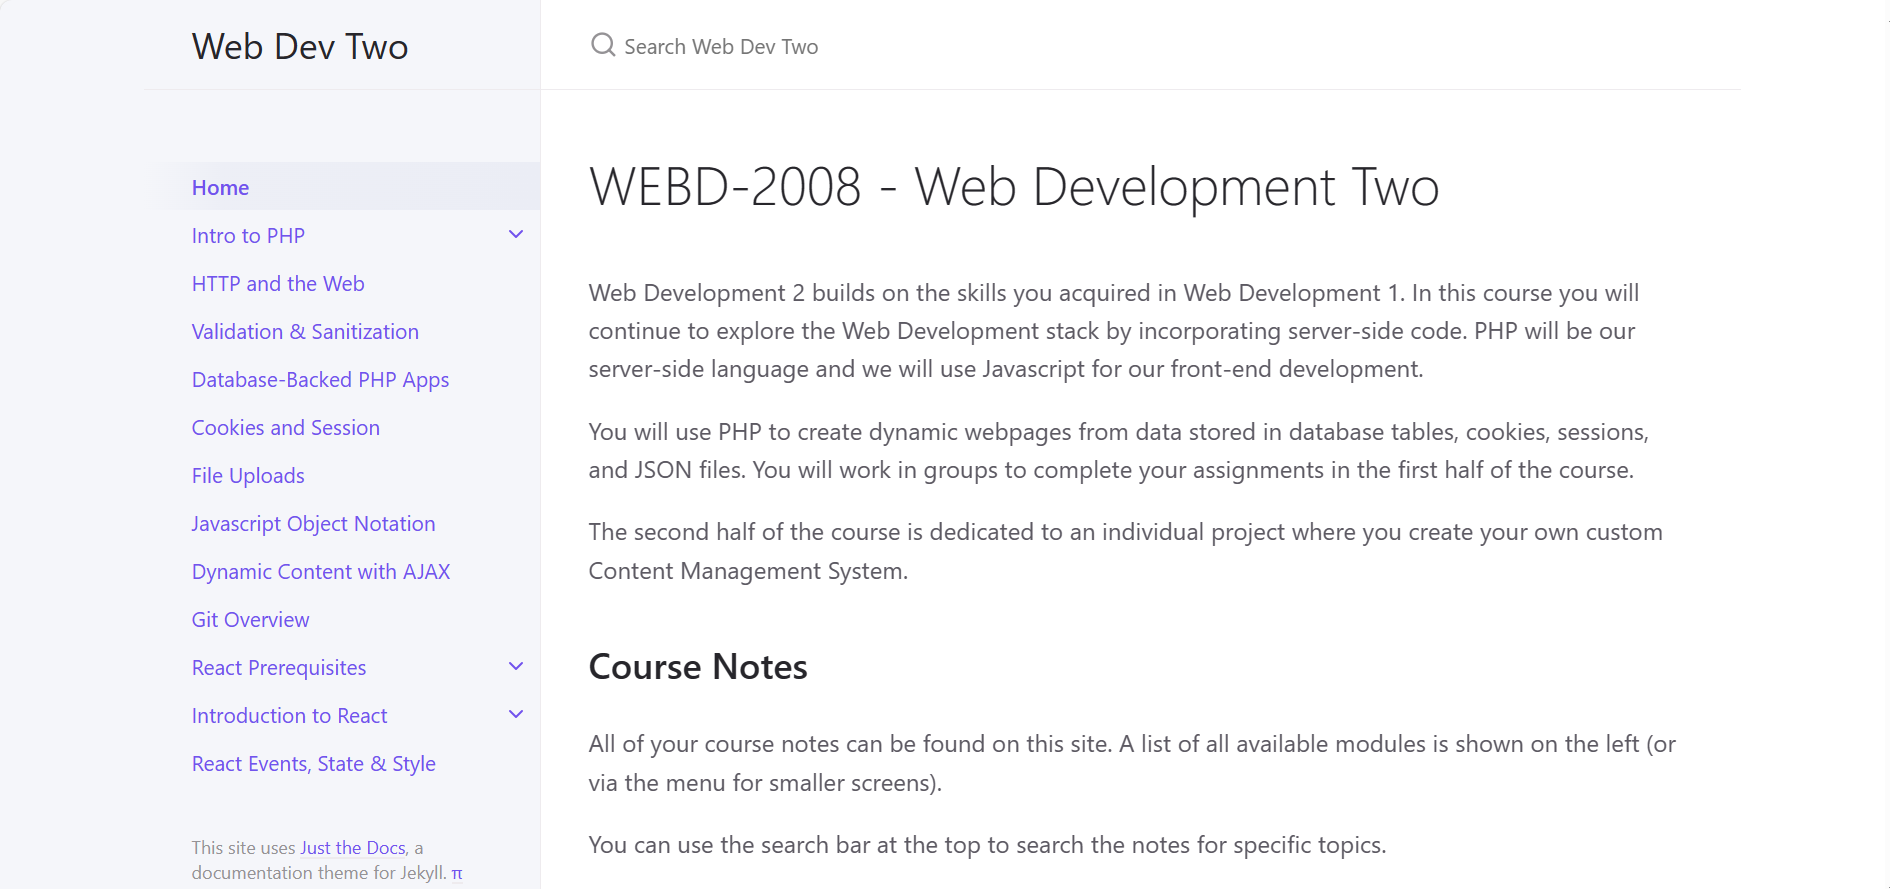 Web Dev Two
Search Web Dev Two
Home
Intro to PHP
HTTP and the Web
Validation & Sanitization
Database-Backed PHP Apps
Cookies and Session
File Uploads
Javascript Object Notation
Dynamic Content with AJAX
Git Overview
React Prerequisites
Introduction to React
React Events, State & Style
This site uses Just the Docs, a
documentation theme for Jekyll. π
WEBD-2008 - Web Development Two
Web Development 2 builds on the skills you acquired in Web Development 1. In this course you will
continue to explore the Web Development stack by incorporating server-side code. PHP will be our
server-side language and we will use Javascript for our front-end development.
You will use PHP to create dynamic webpages from data stored in database tables, cookies, sessions,
and JSON files. You will work in groups to complete your assignments in the first half of the course.
The second half of the course is dedicated to an individual project where you create your own custom
Content Management System.
Course Notes
All of your course notes can be found on this site. A list of all available modules is shown on the left (or
via the menu for smaller screens).
You can use the search bar at the top to search the notes for specific topics.